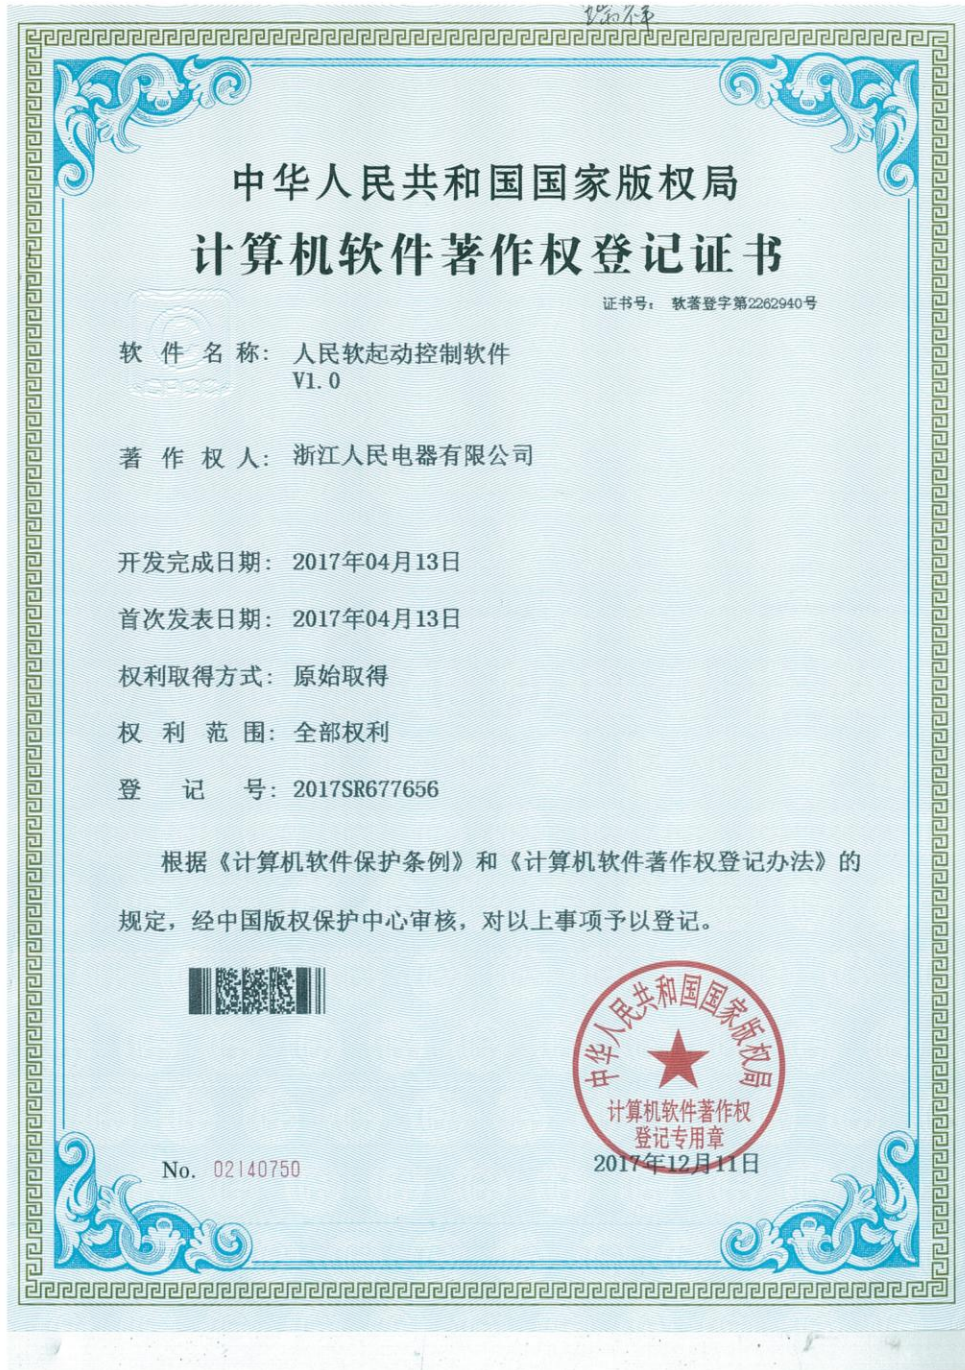 中华人民共和国国家版权局
计算机软件著作权登记证书
证书号： 软著登字第2262940号
软件名称： 人民软起动控制软件
V1.0
著作权人： 浙江人民电器有限公司
开发完成日期： 2017年04月13日
首次发表日期： 2017年04月13日
权利取得方式： 原始取得
权利范围： 全部权利
登记号： 2017SR677656
根据《计算机软件保护条例》和《计算机软件著作权登记办法》的
规定，经中国版权保护中心审核，对以上事项予以登记。
中华人民共和国国家版权局
计算机软件著作权
登记专用章
2017年12月11日
No. 02140750